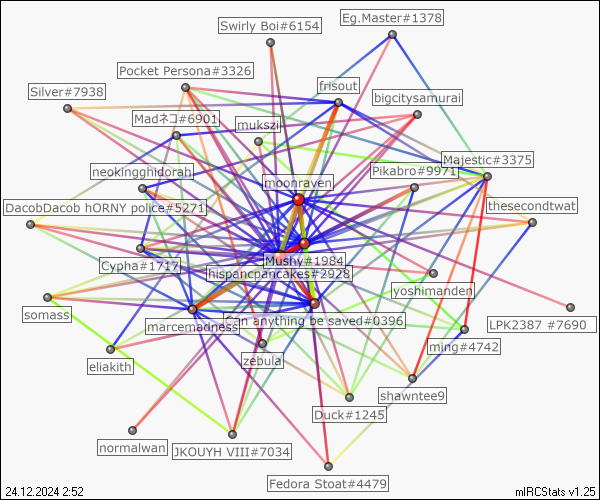 Swirly Boi#6154
Eg.Master#1378
Pocket Persona#3326
frisout
Silver#7938
bigcitysamurai
Madネコ#6901
mukszil
Majestic#3375
neokingghidorah
moonraven
Pikabro#9971
DacobDacob hORNY police#5271
thesecondtwat
Cypha#1717
Mushy#1984
hispancpancakes#2928
yoshimanden
somass
marcemadness
Can anything be saved#0396
LPK2387 #7690
ming#4742
eliakith
zebula
shawntee9
Duck#1245
normalwan
JKOUYH VIII#7034
Fedora Stoat#4479
24.12.2024 2:52
mIRCStats v1.25